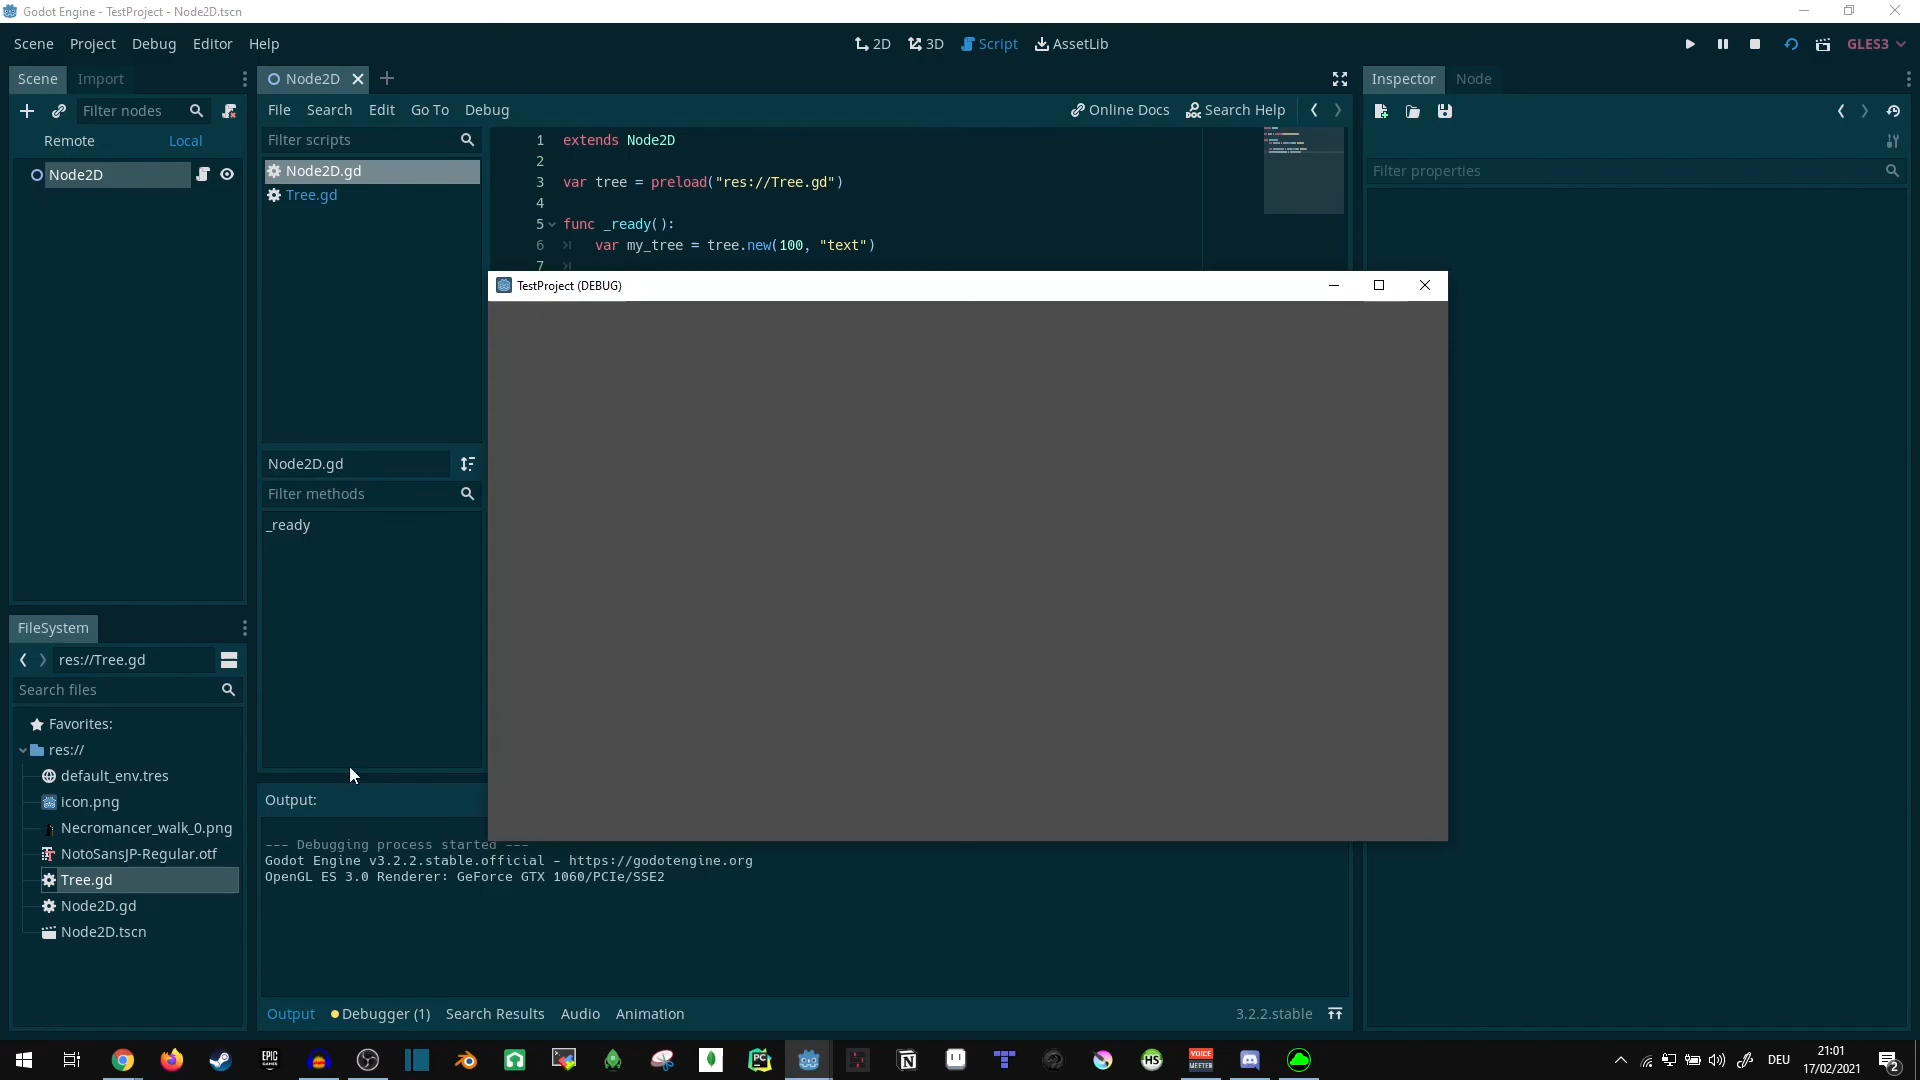 Godot Engine - TestProject - Node2D.tscn
Scene Project Debug Editor Help
2D 3D Script AssetLib
GLES3
Scene Import
Node2D
Inspector Node
Filter nodes
File Search Edit Go To Debug
Online Docs Search Help
Remote Local
Filter scripts
Node2D
Node2D.gd
Tree.gd
1 extends Node2D
2
3 var tree = preload("res://Tree.gd")
4
5 func _ready():
6 var my_tree = tree.new(100, "text")
7
Filter properties
TestProject (DEBUG)
Node2D.gd
Filter methods
_ready
FileSystem
res://Tree.gd
Search files
Favorites:
res://
default_env.tres
icon.png
Necromancer_walk_0.png
NotoSansJP-Regular.otf
Tree.gd
Node2D.gd
Node2D.tscn
Output:
--- Debugging process started ---
Godot Engine v3.2.2.stable.official - https://godotengine.org
OpenGL ES 3.0 Renderer: GeForce GTX 1060/PCIe/SSE2
Output Debugger (1) Search Results Audio Animation
3.2.2.stable
EPIC GAMES
PC
HS
VOICE MEETER
DEU
21:01
17/02/2021
2